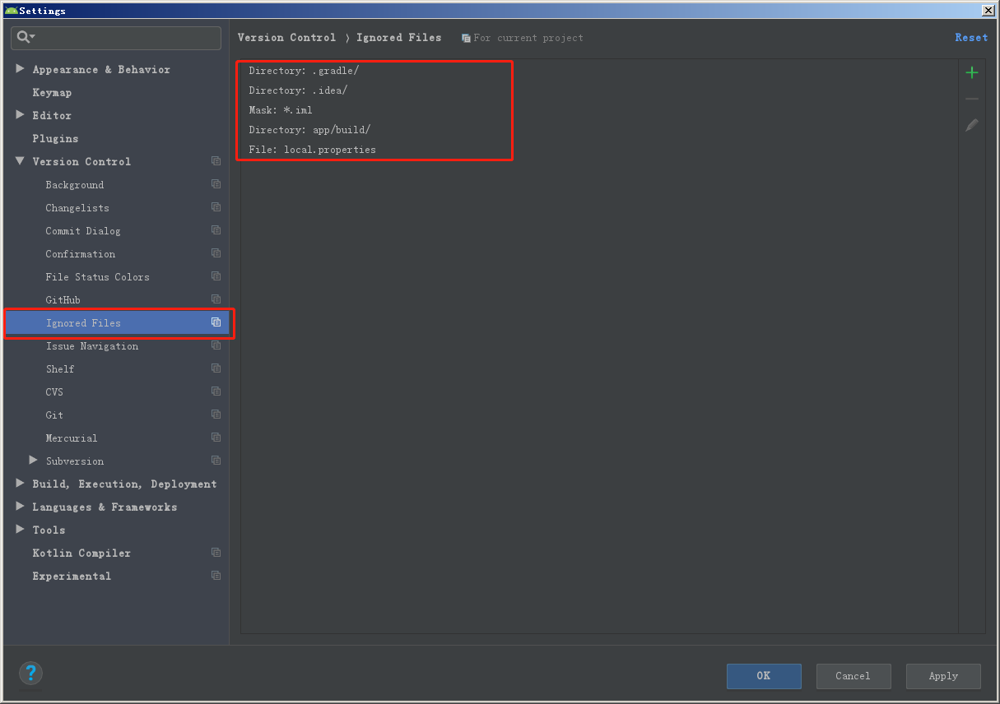 Settings
Version Control 〉 Ignored Files For current project Reset
Appearance & Behavior
Keymap
Editor
Plugins
Version Control
Background
Changelists
Commit Dialog
Confirmation
File Status Colors
GitHub
Ignored Files
Issue Navigation
Shelf
CVS
Git
Mercurial
Subversion
Build, Execution, Deployment
Languages & Frameworks
Tools
Kotlin Compiler
Experimental
Directory: .gradle/
Directory: .idea/
Mask: *.iml
Directory: app/build/
File: local.properties
?
OK Cancel Apply